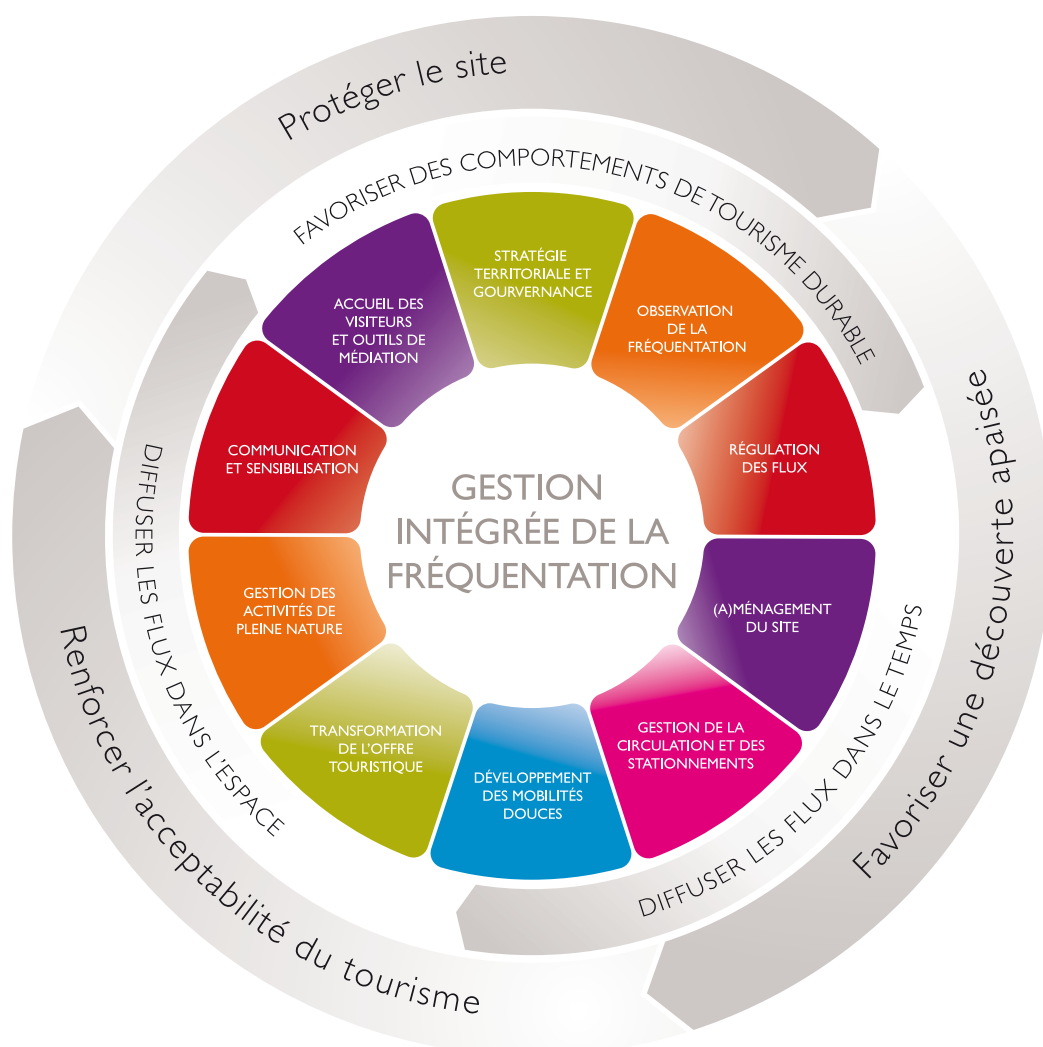 Protéger le site
Favoriser une découverte apaisée
Renforcer l'acceptabilité du tourisme
FAVORISER DES COMPORTEMENTS DE TOURISME DURABLE
DIFFUSER LES FLUX DANS LE TEMPS
DIFFUSER LES FLUX DANS L'ESPACE
STRATÉGIE
TERRITORIALE ET
GOURVERNANCE
OBSERVATION
DE LA
FRÉQUENTATION
RÉGULATION
DES FLUX
(A)MÉNAGEMENT
DU SITE
GESTION DE LA
CIRCULATION ET DES
STATIONNEMENTS
DÉVELOPPEMENT
DES MOBILITÉS
DOUCES
TRANSFORMATION
DE L'OFFRE
TOURISTIQUE
GESTION DES
ACTIVITÉS DE
PLEINE NATURE
COMMUNICATION
ET SENSIBILISATION
ACCUEIL DES
VISITEURS
ET OUTILS DE
MÉDIATION
GESTION
INTÉGRÉE DE LA
FRÉQUENTATION